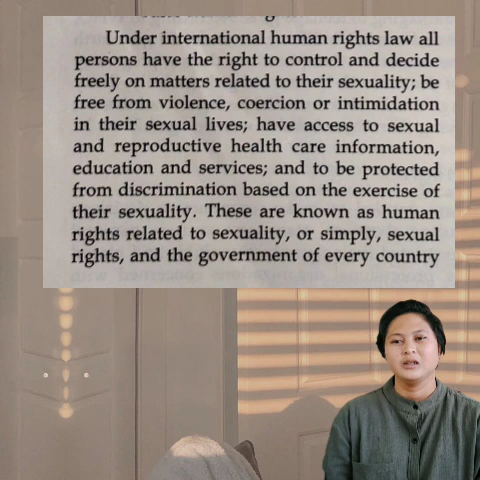 Under international human rights law all
persons have the right to control and decide
freely on matters related to their sexuality; be
free from violence, coercion or intimidation
in their sexual lives; have access to sexual
and reproductive health care information,
education and services; and to be protected
from discrimination based on the exercise of
their sexuality. These are known as human
rights related to sexuality, or simply, sexual
rights, and the government of every country